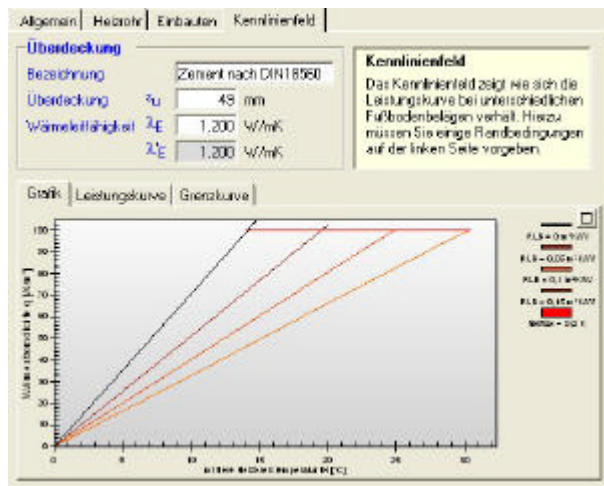 Allgemein Heizrohr Einbauten Kennlinienfeld
Überdeckung
Bezeichnung Zement nach DIN18560
Überdeckung su 49 mm
Wärmeleitfähigkeit λE 1.200 W/mK
λ'E 1.200 W/mK
Kennlinienfeld
Das Kennlinienfeld zeigt wie sich die
Leistungskurve bei unterschiedlichen
Fußbodenbelägen verhält. Hierzu
müssen Sie einige Randbedingungen
auf der linken Seite vorgeben.
Grafik Leistungskurve Grenzkurve
100
90
80
70
60
50
40
30
20
10
0
0 5 10 15 20 25 30